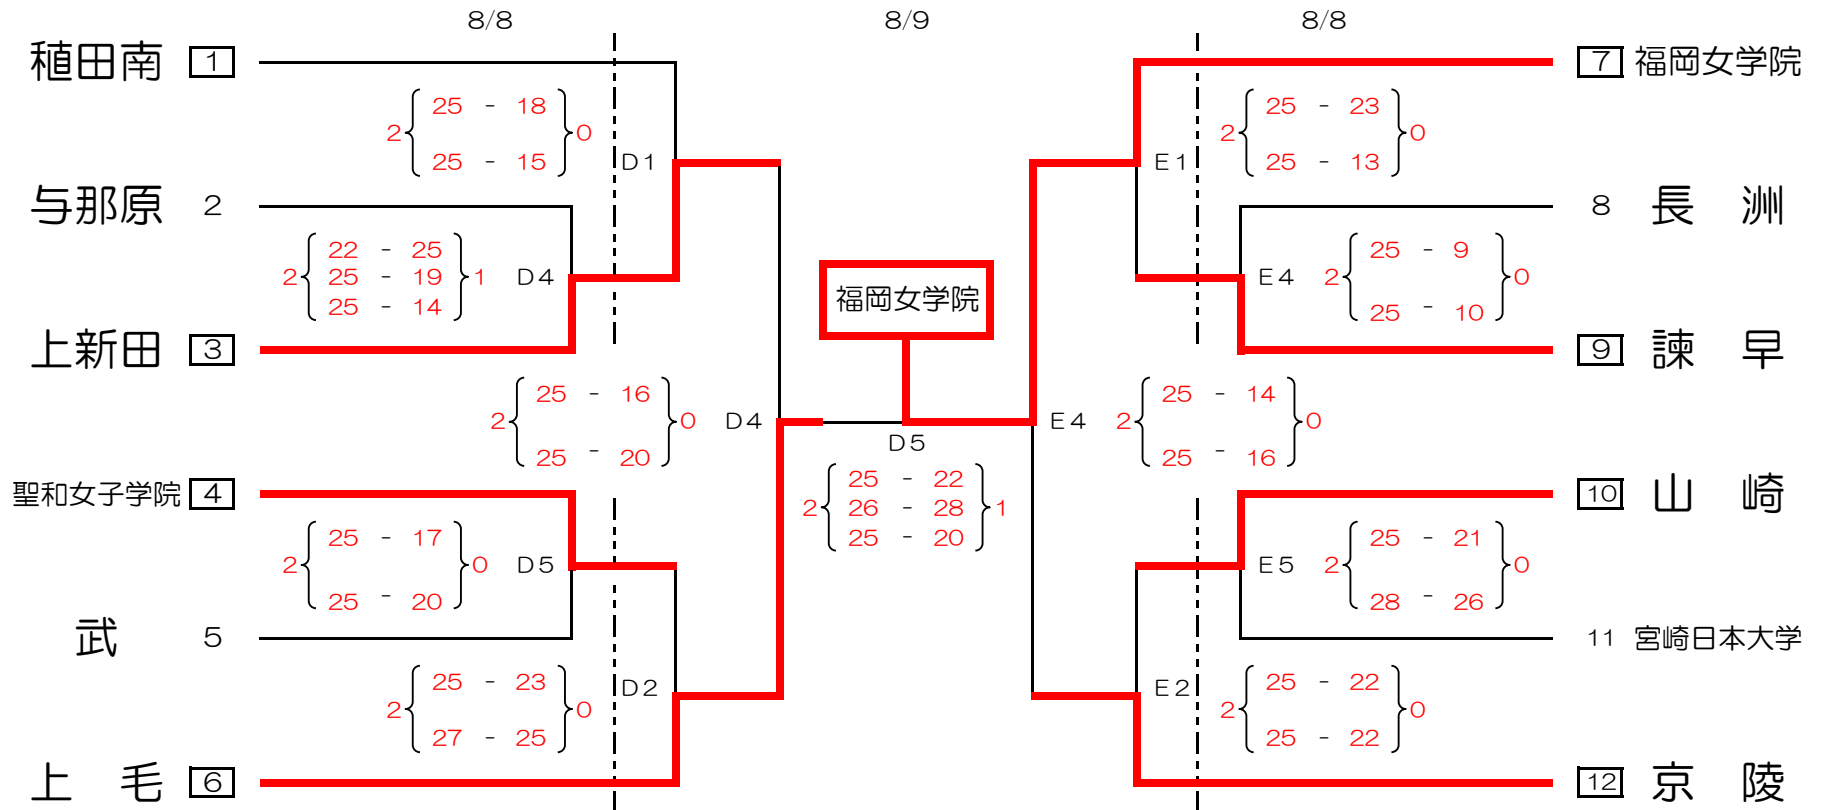 8/8 8/9 8/8
稙田南 1
7 福岡女学院
2 25 - 18 0
25 - 15
D1
E1
2 25 - 23 0
25 - 13
与那原 2
8 長洲
2 22 - 25 1
25 - 19
25 - 14
D4
E4
2 25 - 9 0
25 - 10
福岡女学院
上新田 3
9 諫早
2 25 - 16 0
25 - 20
D4
E4
2 25 - 14 0
25 - 16
D5
2 25 - 22 1
26 - 28
25 - 20
聖和女子学院 4
10 山崎
2 25 - 17 0
25 - 20
D5
E5
2 25 - 21 0
28 - 26
武 5
11 宮崎日本大学
2 25 - 23 0
27 - 25
D2
E2
2 25 - 22 0
25 - 22
上毛 6
12 京陵